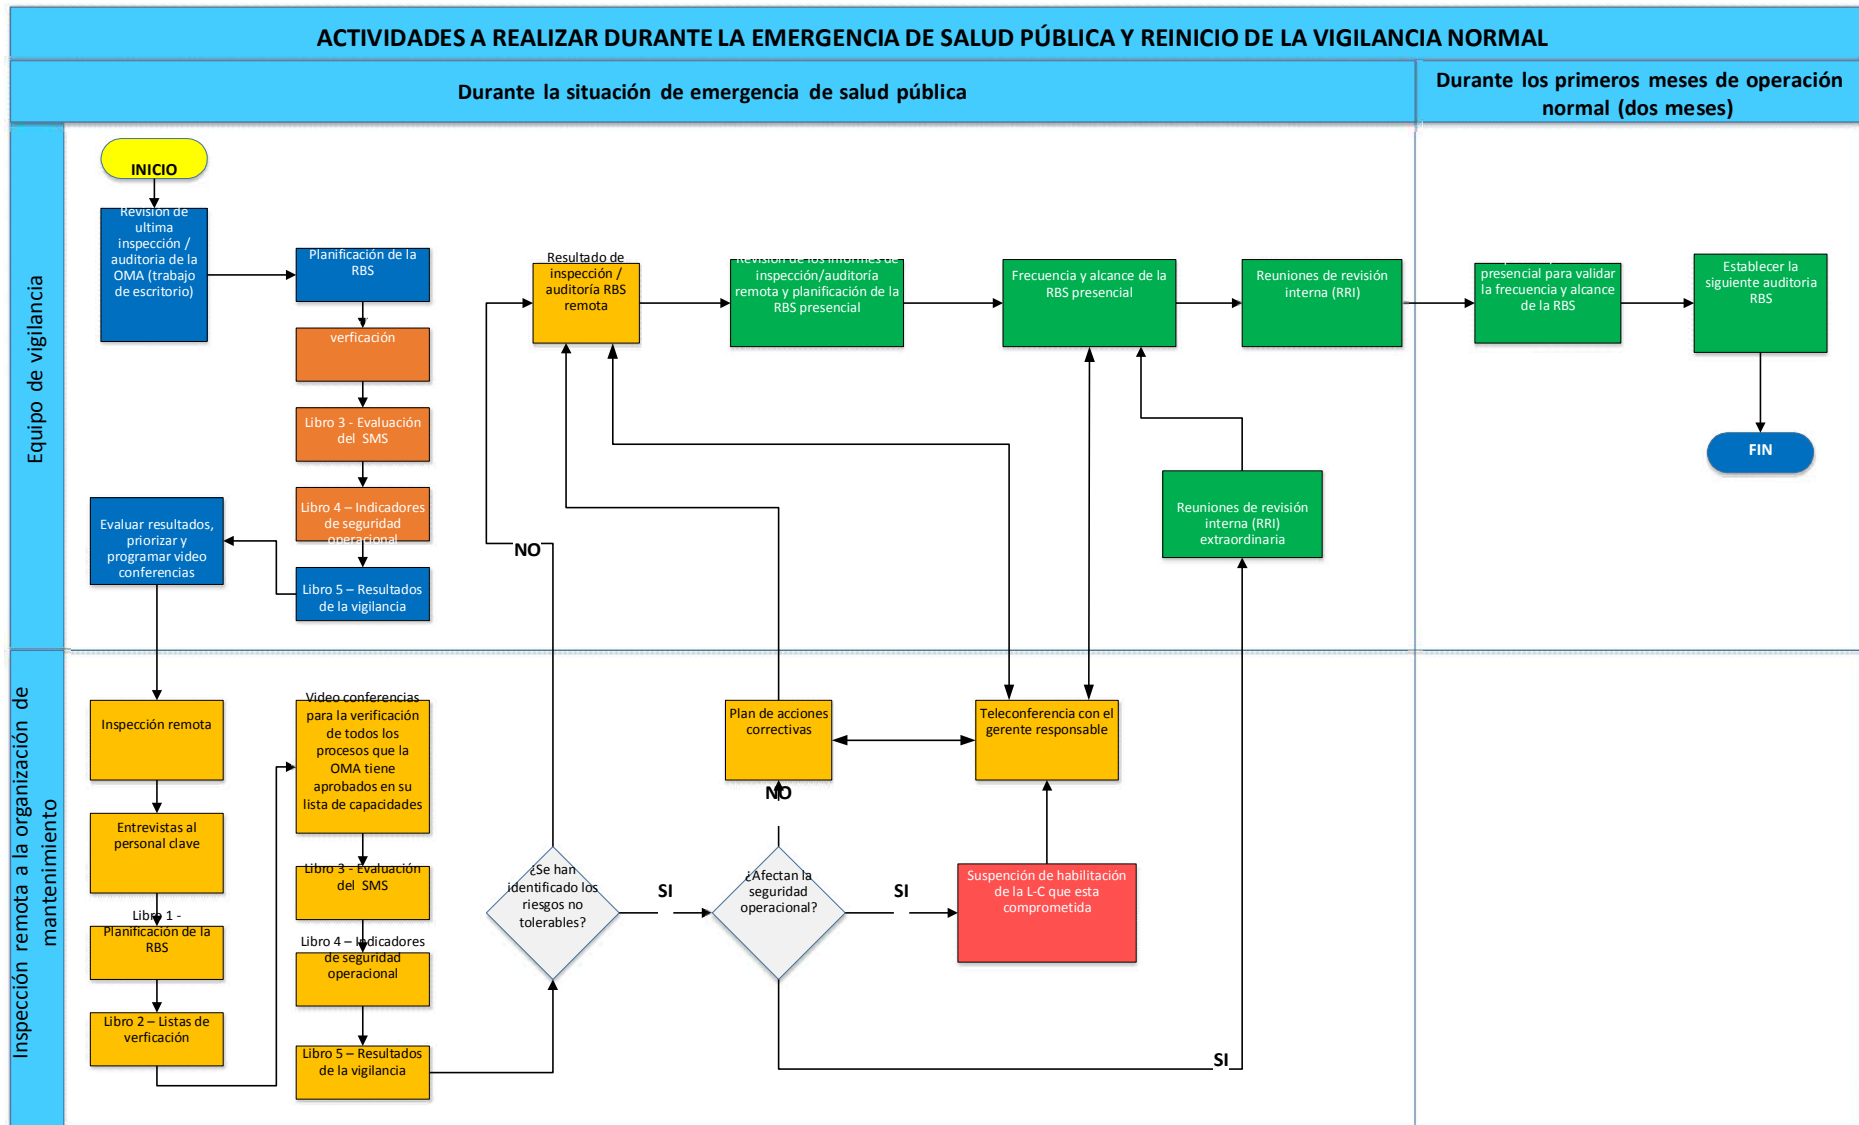 ACTIVIDADES A REALIZAR DURANTE LA EMERGENCIA DE SALUD PÚBLICA Y REINICIO DE LA VIGILANCIA NORMAL
Durante la situación de emergencia de salud pública
Durante los primeros meses de operación
normal (dos meses)
Equipo de vigilancia
INICIO
Revisión de
ultima
inspección /
auditoria de la
OMA (trabajo
de escritorio)
Planificación de la
RBS
verficación
Libro 3 - Evaluación
del SMS
Libro 4 – Indicadores
de seguridad
operacional
Libro 5 – Resultados
de la vigilancia
Evaluar resultados,
priorizar y
programar video
conferencias
Resultado de
inspección /
auditoría RBS
remota
Revisión de los informes de
inspección/auditoría
remota y planificación de la
RBS presencial
Frecuencia y alcance de la
RBS presencial
Reuniones de revisión
interna (RRI)
presencial para validar
la frecuencia y alcance
de la RBS
Establecer la
siguiente auditoria
RBS
FIN
Reuniones de revisión
interna (RRI)
extraordinaria
NO
Inspección remota a la organización de
mantenimiento
Inspección remota
Entrevistas al
personal clave
Libro 1 -
Planificación de la
RBS
Libro 2 – Listas de
verficación
Video conferencias
para la verificación
de todos los
procesos que la
OMA tiene
aprobados en su
lista de capacidades
Libro 3 - Evaluación
del SMS
Libro 4 – Indicadores
de seguridad
operacional
Libro 5 – Resultados
de la vigilancia
¿Se han
identificado los
riesgos no
tolerables?
SI
¿Afectan la
seguridad
operacional?
NO
SI
SI
Plan de acciones
correctivas
Teleconferencia con el
gerente responsable
Suspención de habilitación
de la L-C que esta
comprometida